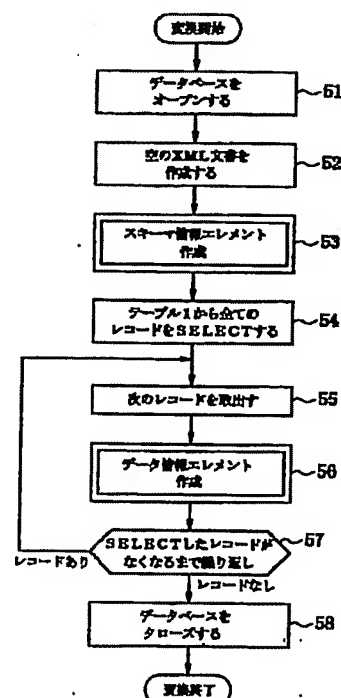 変換開始
データベースを
オープンする
51
空のXML文書を
作成する
52
スキーマ情報エレメント
作成
53
テーブル1から全ての
レコードをSELECTする
54
次のレコードを取出す
55
データ情報エレメント
作成
56
SELECTしたレコードが
なくなるまで繰り返し
57
レコードあり
レコードなし
データベースを
クローズする
58
変換終了